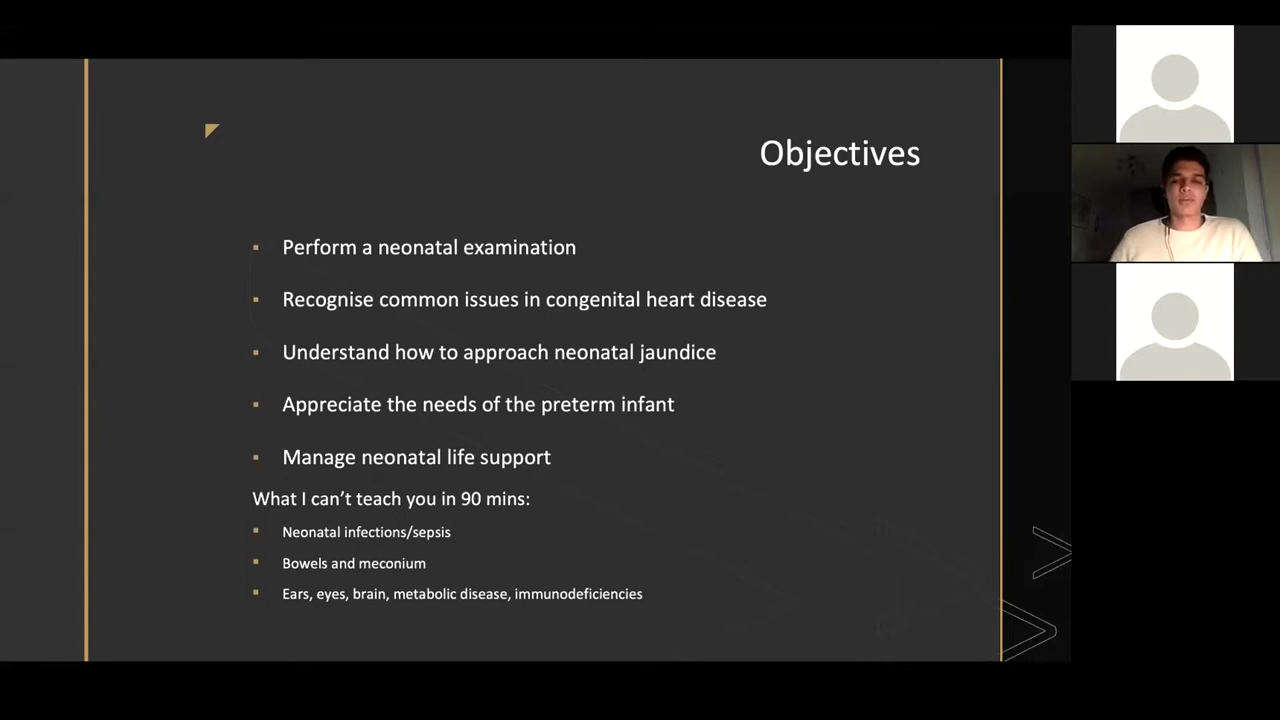 Objectives
Perform a neonatal examination
Recognise common issues in congenital heart disease
Understand how to approach neonatal jaundice
Appreciate the needs of the preterm infant
Manage neonatal life support
What I can’t teach you in 90 mins:
Neonatal infections/sepsis
Bowels and meconium
Ears, eyes, brain, metabolic disease, immunodeficiencies